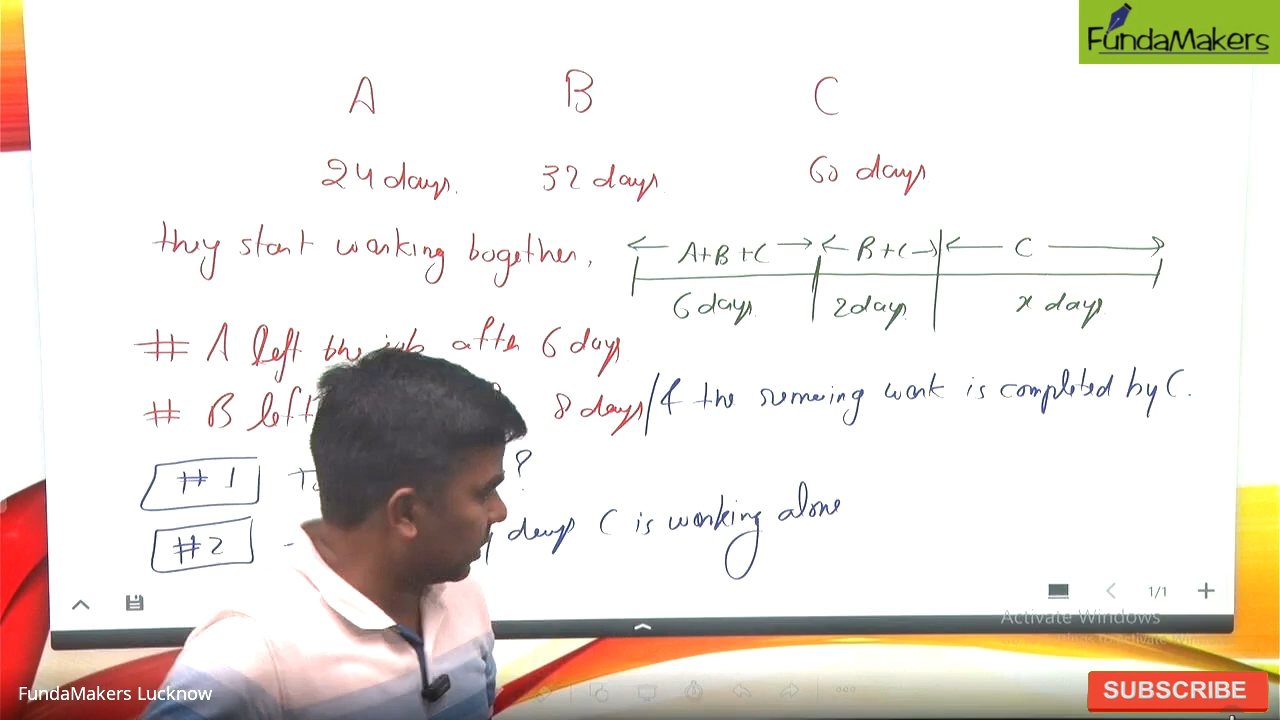 FundaMakers
A B C
24 days. 32 days 60 days
they start working together,
A+B+C B+C C
6 days 2 days x days
# A left the job after 6 days
# B left 8 days / & the remaing work is completed by C.
#1 ?
#2 days C is working alone
1/1
Activate Windows
FundaMakers Lucknow
SUBSCRIBE